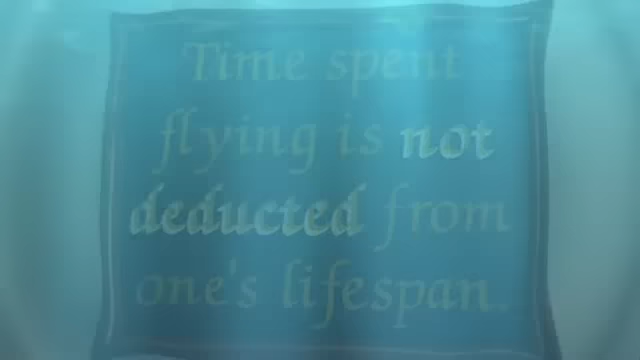 Time spent
flying is not
deducted from
one's lifespan.